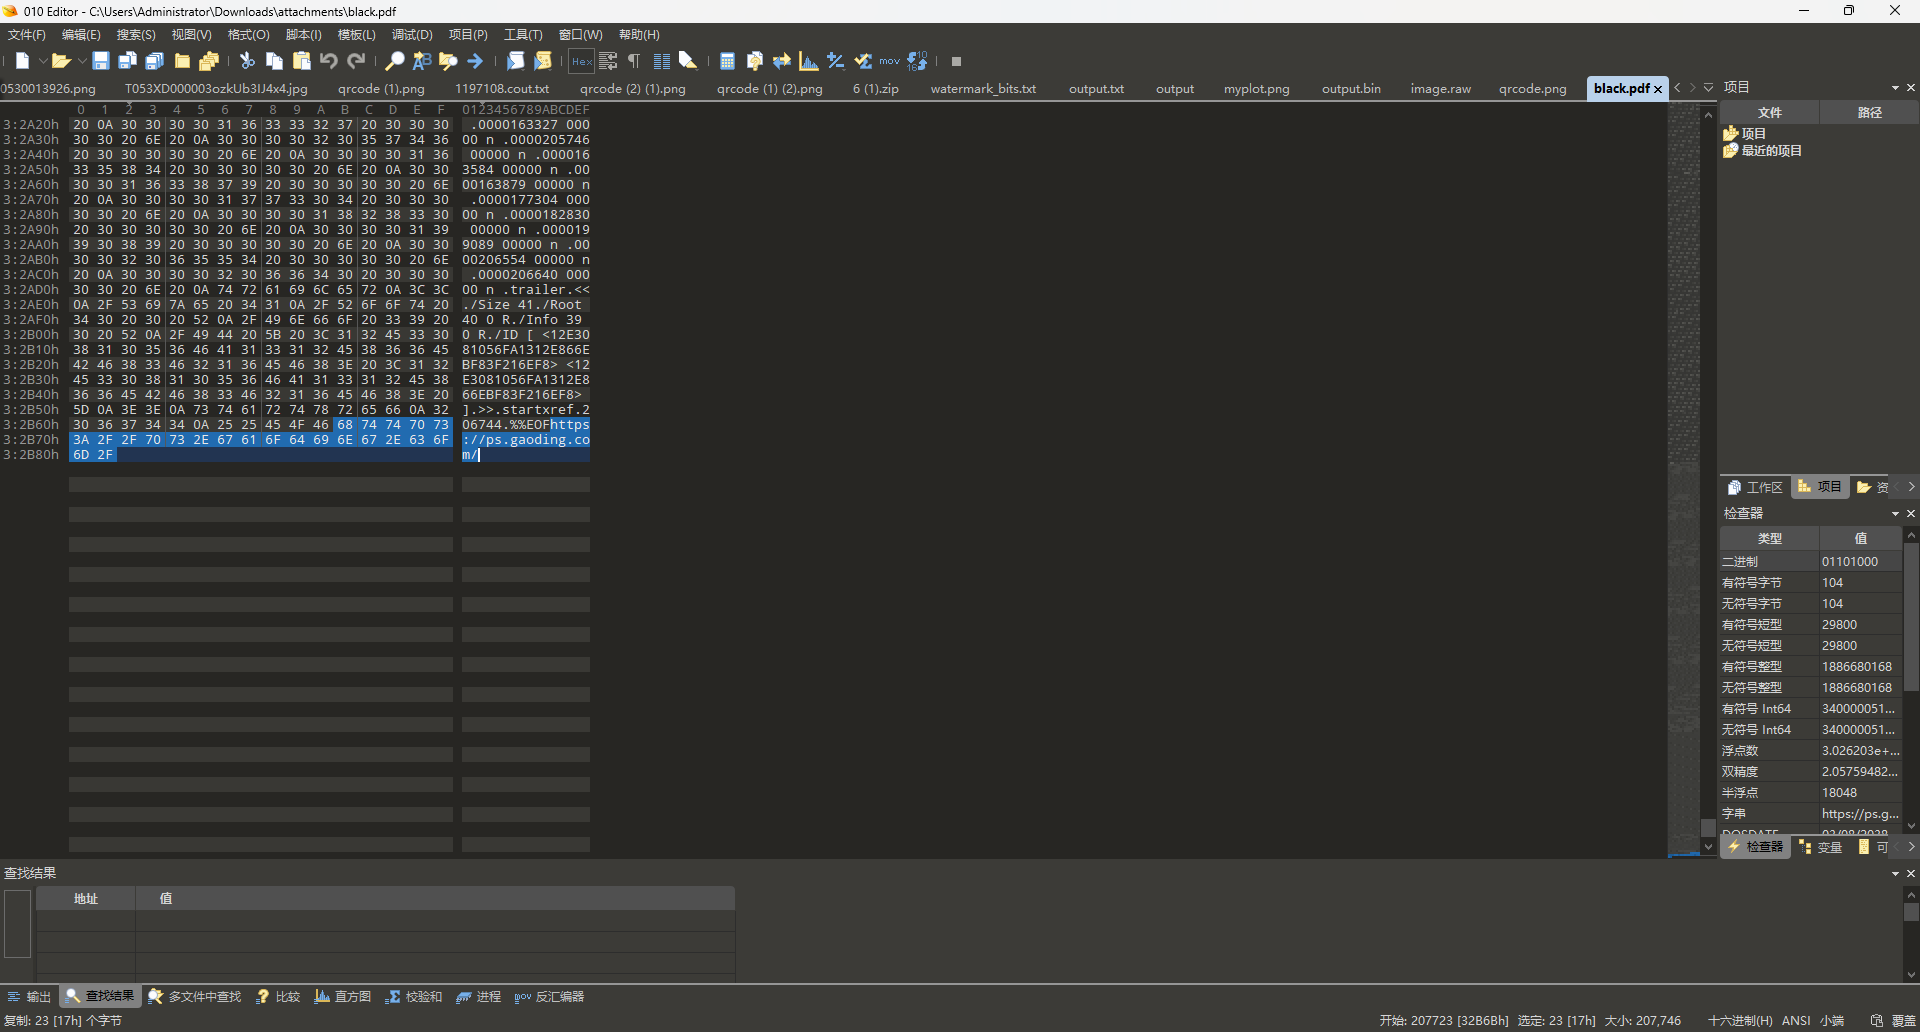 010 Editor - C:\Users\Administrator\Downloads\attachments\black.pdf
文件(F) 编辑(E) 搜索(S) 视图(V) 格式(O) 脚本(I) 模板(L) 调试(D) 项目(P) 工具(T) 窗口(W) 帮助(H)
0530013926.png T053XD000003ozkUb3IJ4x4.jpg qrcode (1).png 1197108.cout.txt qrcode (2) (1).png qrcode (1) (2).png 6 (1).zip watermark_bits.txt output.txt output myplot.png output.bin image.raw qrcode.png black.pdf
0 1 2 3 4 5 6 7 8 9 A B C D E F 0123456789ABCDEF
3:2A20h 20 0A 30 30 30 30 31 36 33 33 32 37 20 30 30 30 .0000163327 000
3:2A30h 30 30 20 6E 20 0A 30 30 30 30 32 30 35 37 34 36 00 n .0000205746
3:2A40h 20 30 30 30 30 30 20 6E 20 0A 30 30 30 30 31 36 00000 n .000016
3:2A50h 33 35 38 34 20 30 30 30 30 30 20 6E 20 0A 30 30 3584 00000 n .00
3:2A60h 30 30 31 36 33 38 37 39 20 30 30 30 30 30 20 6E 00163879 00000 n
3:2A70h 20 0A 30 30 30 30 31 37 37 33 30 34 20 30 30 30 .0000177304 000
3:2A80h 30 30 20 6E 20 0A 30 30 30 30 31 38 32 38 33 30 00 n .0000182830
3:2A90h 20 30 30 30 30 30 20 6E 20 0A 30 30 30 30 31 39 00000 n .000019
3:2AA0h 39 30 38 39 20 30 30 30 30 30 20 6E 20 0A 30 30 9089 00000 n .00
3:2AB0h 30 30 32 30 36 35 35 34 20 30 30 30 30 30 20 6E 00206554 00000 n
3:2AC0h 20 0A 30 30 30 30 32 30 36 36 34 30 20 30 30 30 .0000206640 000
3:2AD0h 30 30 20 6E 20 0A 74 72 61 69 6C 65 72 0A 3C 3C 00 n .trailer.<<
3:2AE0h 0A 2F 53 69 7A 65 20 34 31 0A 2F 52 6F 6F 74 20 ./Size 41./Root
3:2AF0h 34 30 20 30 20 52 0A 2F 49 6E 66 6F 20 33 39 20 40 0 R./Info 39
3:2B00h 30 20 52 0A 2F 49 44 20 5B 20 3C 31 32 45 33 30 0 R./ID [ <12E30
3:2B10h 38 31 30 35 36 46 41 31 33 31 32 45 38 36 36 45 81056FA1312E866E
3:2B20h 42 46 38 33 46 32 31 36 45 46 38 3E 20 3C 31 32 BF83F216EF8> <12
3:2B30h 45 33 30 38 31 30 35 36 46 41 31 33 31 32 45 38 E3081056FA1312E8
3:2B40h 36 36 45 42 46 38 33 46 32 31 36 45 46 38 3E 20 66EBF83F216EF8>
3:2B50h 5D 0A 3E 3E 0A 73 74 61 72 74 78 72 65 66 0A 32 ].>>.startxref.2
3:2B60h 30 36 37 34 34 0A 25 25 45 4F 46 68 74 74 70 73 06744.%%EOFhttps
3:2B70h 3A 2F 2F 70 73 2E 67 61 6F 64 69 6E 67 2E 63 6F ://ps.gaoding.co
3:2B80h 6D 2F m/
项目
文件 路径
项目
最近的项目
工作区 项目 资
检查器
类型 值
二进制 01101000
有符号字节 104
无符号字节 104
有符号短型 29800
无符号短型 29800
有符号整型 1886680168
无符号整型 1886680168
有符号 Int64 340000051...
无符号 Int64 340000051...
浮点数 3.026203e+...
双精度 2.05759482...
半浮点 18048
字串 https://ps.g...
DOSDATE 03/08/2038
检查器 变量 可
查找结果
地址 值
输出 查找结果 多文件中查找 比较 直方图 校验和 进程 反汇编器
复制: 23 [17h] 个字节 开始: 207723 [32B6Bh] 选定: 23 [17h] 大小: 207,746 十六进制(H) ANSI 小端 覆盖